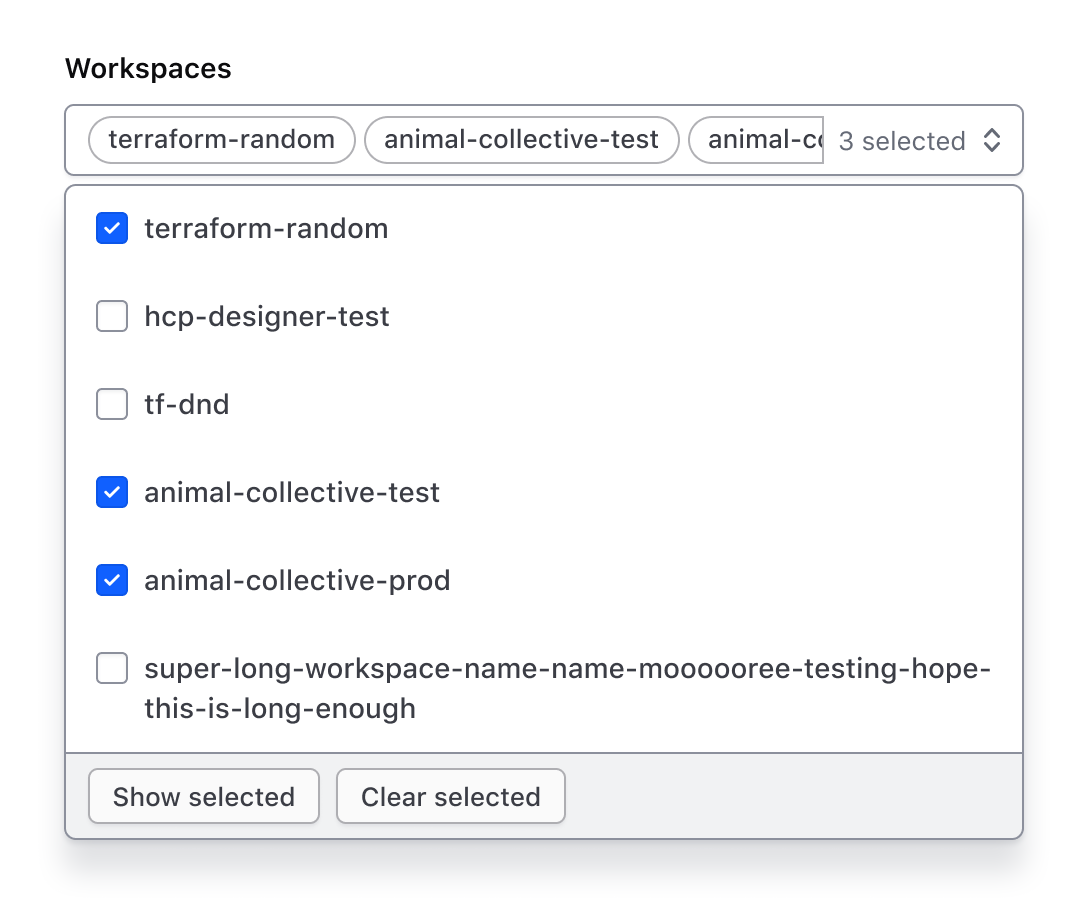 Workspaces
terraform-random animal-collective-test animal-c 3 selected
terraform-random
hcp-designer-test
tf-dnd
animal-collective-test
animal-collective-prod
super-long-workspace-name-name-moooooree-testing-hope-
this-is-long-enough
Show selected Clear selected